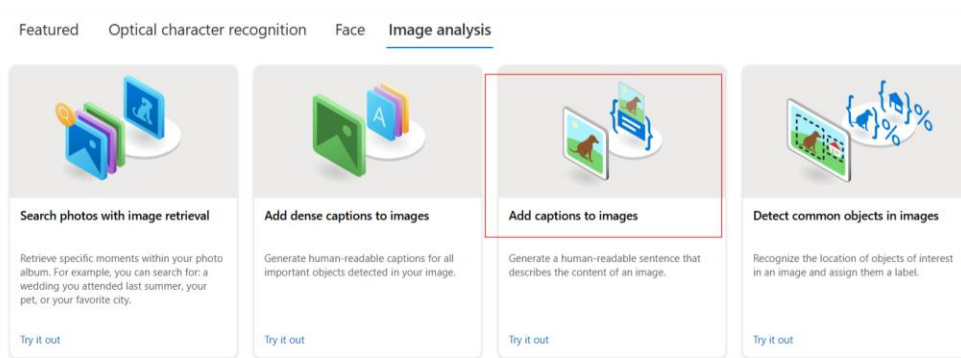 Featured Optical character recognition Face Image analysis
A
{ } % { } %
Search photos with image retrieval
Retrieve specific moments within your photo
album. For example, you can search for: a
wedding you attended last summer, your
pet, or your favorite city.
Try it out
Add dense captions to images
Generate human-readable captions for all
important objects detected in your image.
Try it out
Add captions to images
Generate a human-readable sentence that
describes the content of an image.
Try it out
Detect common objects in images
Recognize the location of objects of interest
in an image and assign them a label.
Try it out